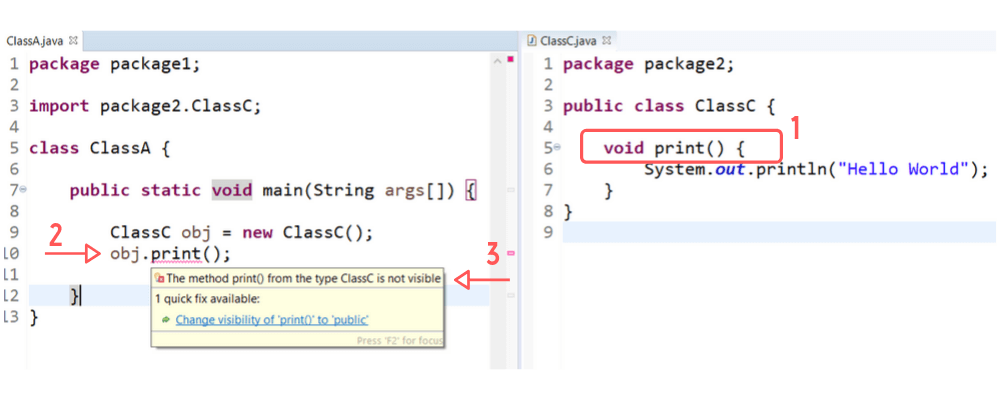 ClassA.java
1 package package1;
2
3 import package2.ClassC;
4
5 class ClassA {
6
7 public static void main(String args[]) {
8
9 ClassC obj = new ClassC();
2
10 obj.print();
3
11
The method print() from the type ClassC is not visible
12 }
1 quick fix available:
Change visibility of 'print()' to 'public'
13 }
Press 'F2' for focus
ClassC.java
1 package package2;
2
3 public class ClassC {
1
4
5 void print() {
6 System.out.println("Hello World");
7 }
8 }
9